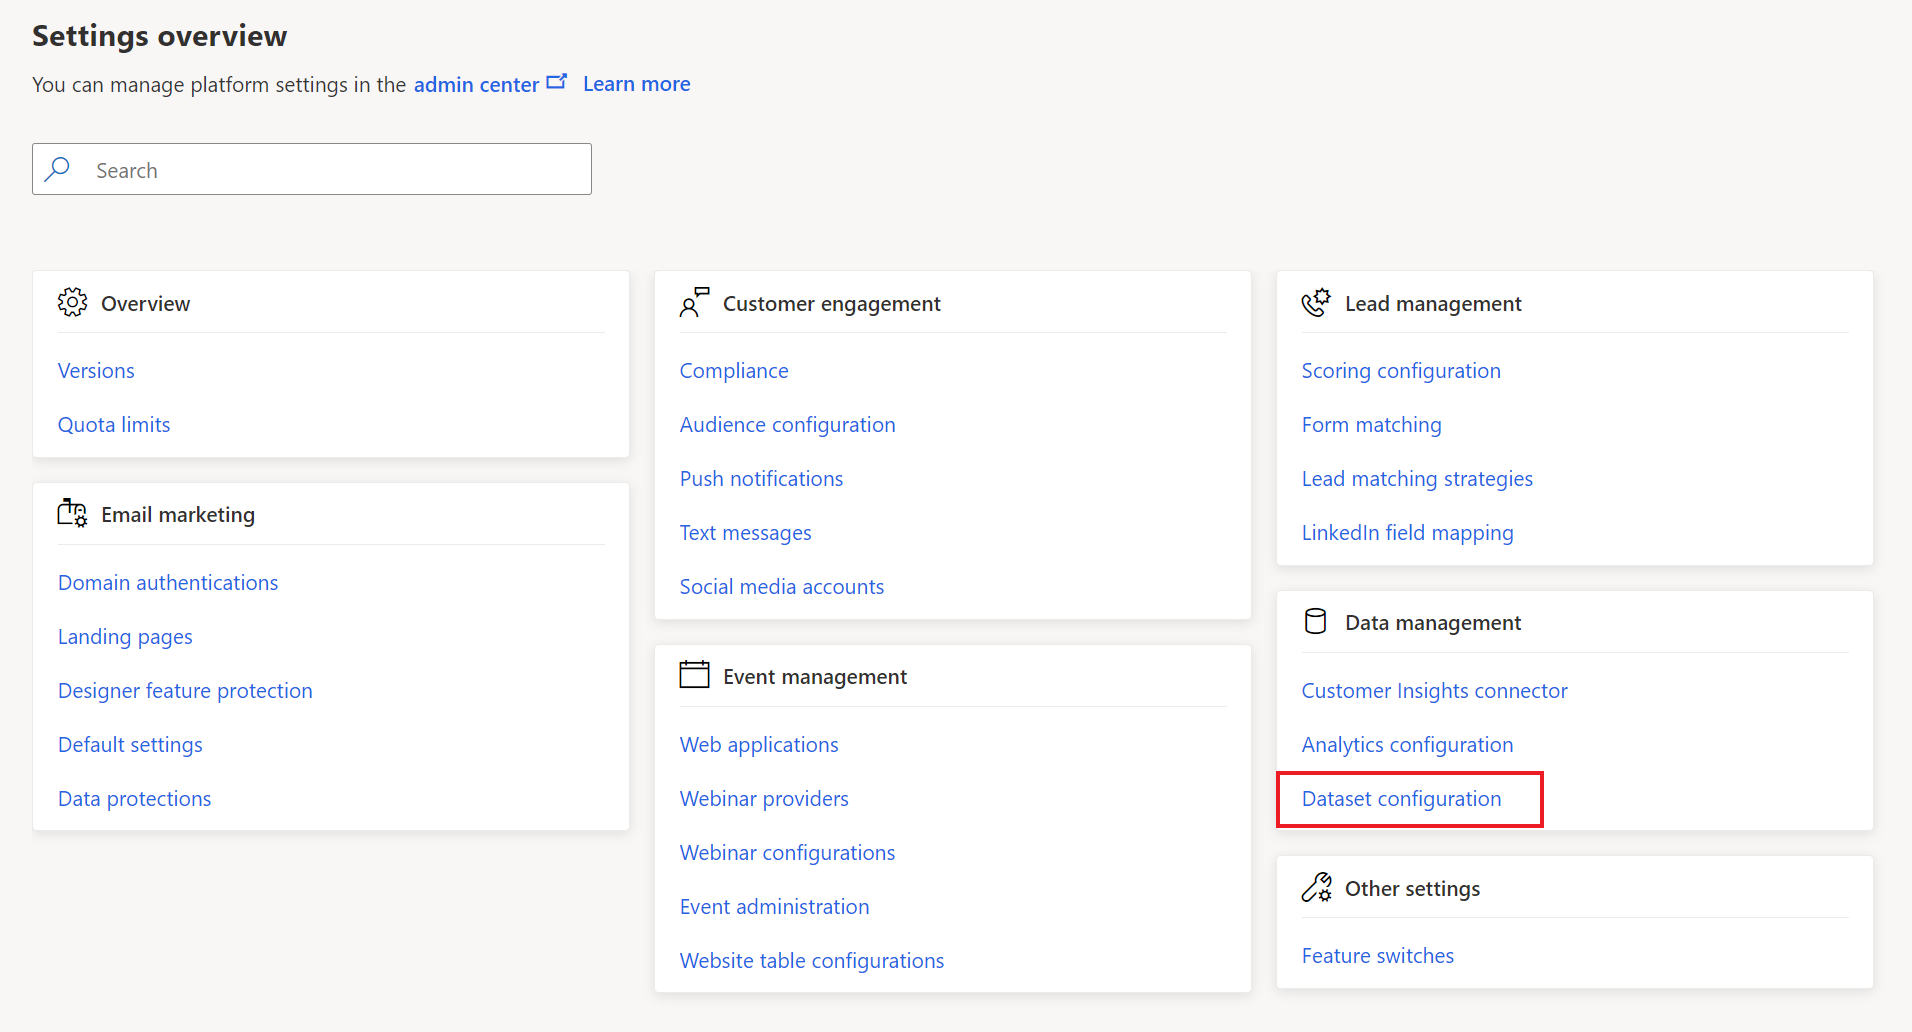 Settings overview
You can manage platform settings in the admin center Learn more
Search
Overview
Versions
Quota limits
Email marketing
Domain authentications
Landing pages
Designer feature protection
Default settings
Data protections
Customer engagement
Compliance
Audience configuration
Push notifications
Text messages
Social media accounts
Event management
Web applications
Webinar providers
Webinar configurations
Event administration
Website table configurations
Lead management
Scoring configuration
Form matching
Lead matching strategies
LinkedIn field mapping
Data management
Customer Insights connector
Analytics configuration
Dataset configuration
Other settings
Feature switches